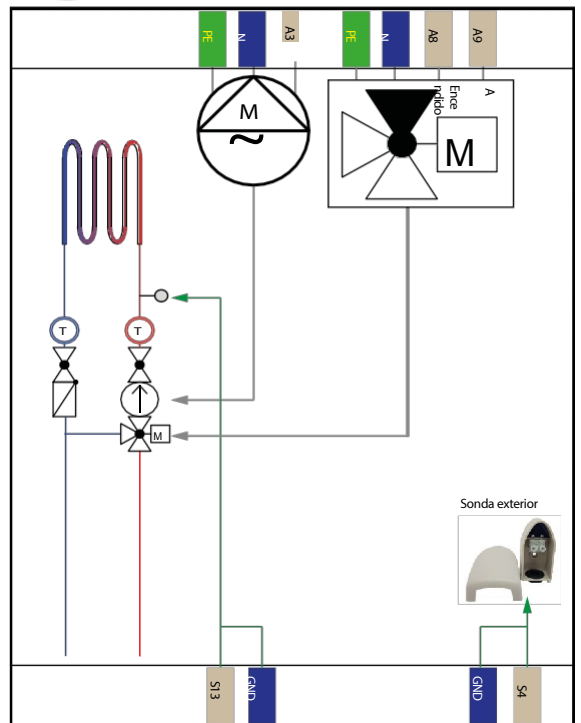 PE
N
A3
PE
N
A8
A9
M
~
Ence
ndido
A
M
T
T
M
Sonda exterior
S13
GND
GND
S4